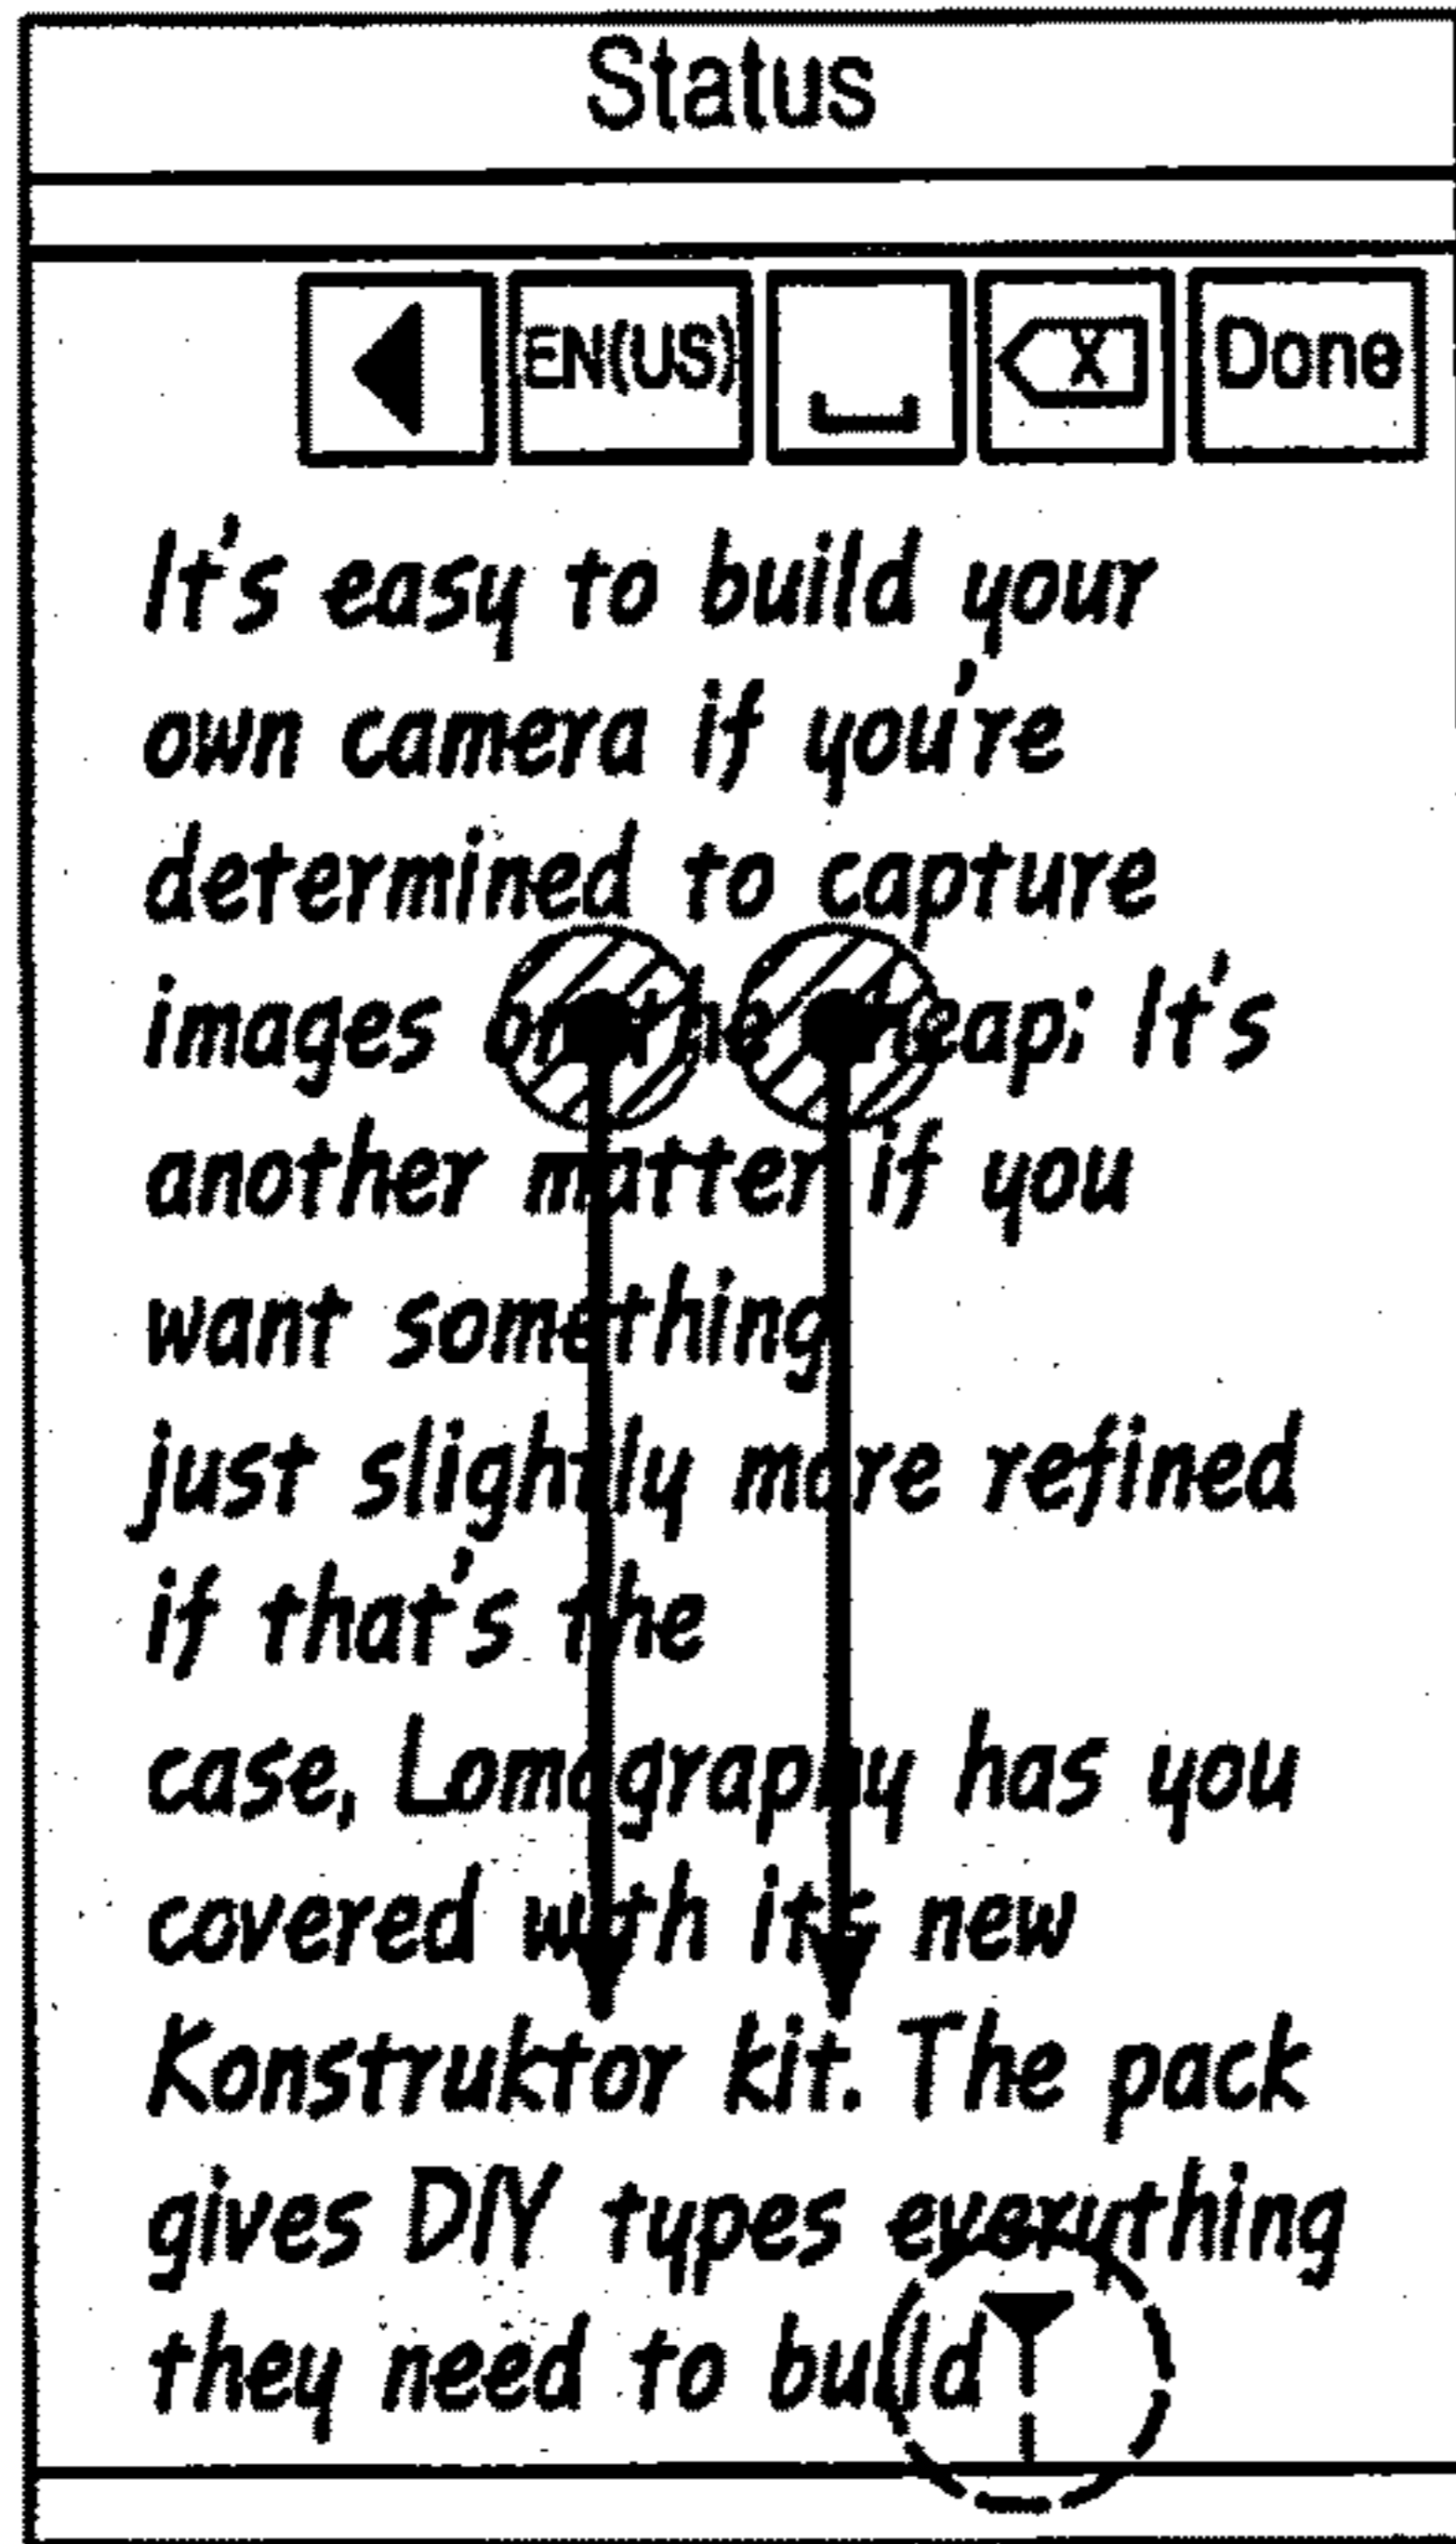 Status
EN(US) X Done
It's easy to build your
own camera if you're
determined to capture
images on the cheap; It's
another matter if you
want something
just slightly more refined
if that's the
case, Lomography has you
covered with its new
Konstruktor kit. The pack
gives DIY types everything
they need to build